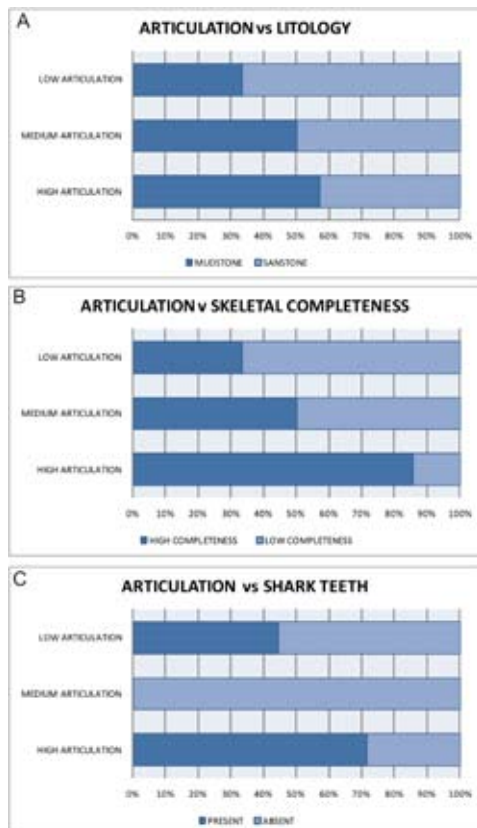 A
ARTICULATION vs LITOLOGY
LOW ARTICULATION
MEDIUM ARTICULATION
HIGH ARTICULATION
0% 10% 20% 30% 40% 50% 60% 70% 80% 90% 100%
MUDSTONE SANSTONE
B
ARTICULATION v SKELETAL COMPLETENESS
LOW ARTICULATION
MEDIUM ARTICULATION
HIGH ARTICULATION
0% 10% 20% 30% 40% 50% 60% 70% 80% 90% 100%
HIGH COMPLETENESS LOW COMPLETENESS
C
ARTICULATION vs SHARK TEETH
LOW ARTICULATION
MEDIUM ARTICULATION
HIGH ARTICULATION
0% 10% 20% 30% 40% 50% 60% 70% 80% 90% 100%
PRESENT ABSENT